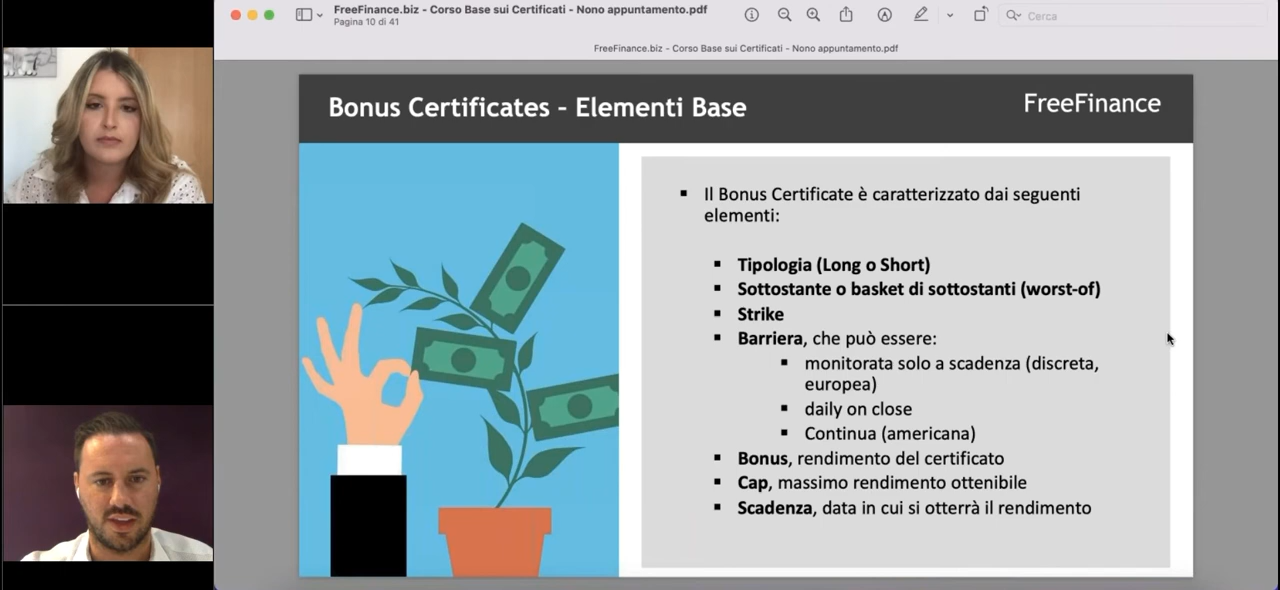 FreeFinance.biz - Corso Base sui Certificati - Nono appuntamento.pdf
Pagina 10 di 41
Cerca
FreeFinance.biz - Corso Base sui Certificati - Nono appuntamento.pdf
Bonus Certificates - Elementi Base
FreeFinance
▪ Il Bonus Certificate è caratterizzato dai seguenti
elementi:
▪ Tipologia (Long o Short)
▪ Sottostante o basket di sottostanti (worst-of)
▪ Strike
▪ Barriera, che può essere:
▪ monitorata solo a scadenza (discreta,
europea)
▪ daily on close
▪ Continua (americana)
▪ Bonus, rendimento del certificato
▪ Cap, massimo rendimento ottenibile
▪ Scadenza, data in cui si otterrà il rendimento